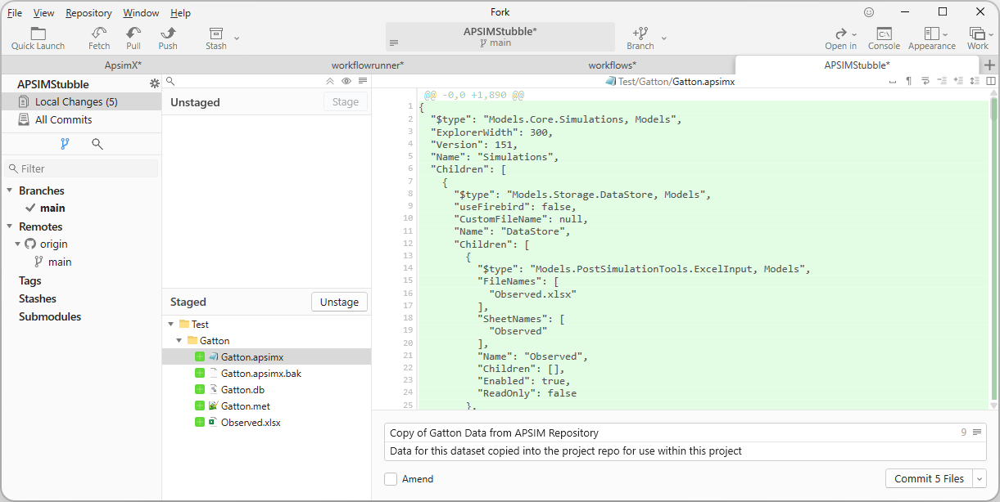 File View Repository Window Help
Fork
Quick Launch Fetch Pull Push Stash
APSIMStubble*
main
Branch
Open in Console Appearance Work
C:\
ApsimX* workflowrunner* workflows* APSIMStubble*
APSIMStubble
Local Changes (5)
All Commits
Filter
Branches
main
Remotes
origin
main
Tags
Stashes
Submodules
Unstaged Stage
Staged Unstage
Test
Gatton
Gatton.apsimx
Gatton.apsimx.bak
Gatton.db
Gatton.met
Observed.xlsx
Test/Gatton/Gatton.apsimx
@@ -0,0 +1,890 @@
1 {
2 "$type": "Models.Core.Simulations, Models",
3 "ExplorerWidth": 300,
4 "Version": 151,
5 "Name": "Simulations",
6 "Children": [
7 {
8 "$type": "Models.Storage.DataStore, Models",
9 "useFirebird": false,
10 "CustomFileName": null,
11 "Name": "DataStore",
12 "Children": [
13 {
14 "$type": "Models.PostSimulationTools.ExcelInput, Models",
15 "FileNames": [
16 "Observed.xlsx"
17 ],
18 "SheetNames": [
19 "Observed"
20 ],
21 "Name": "Observed",
22 "Children": [],
23 "Enabled": true,
24 "ReadOnly": false
25 },
Copy of Gatton Data from APSIM Repository 9
Data for this dataset copied into the project repo for use within this project
Amend
Commit 5 Files